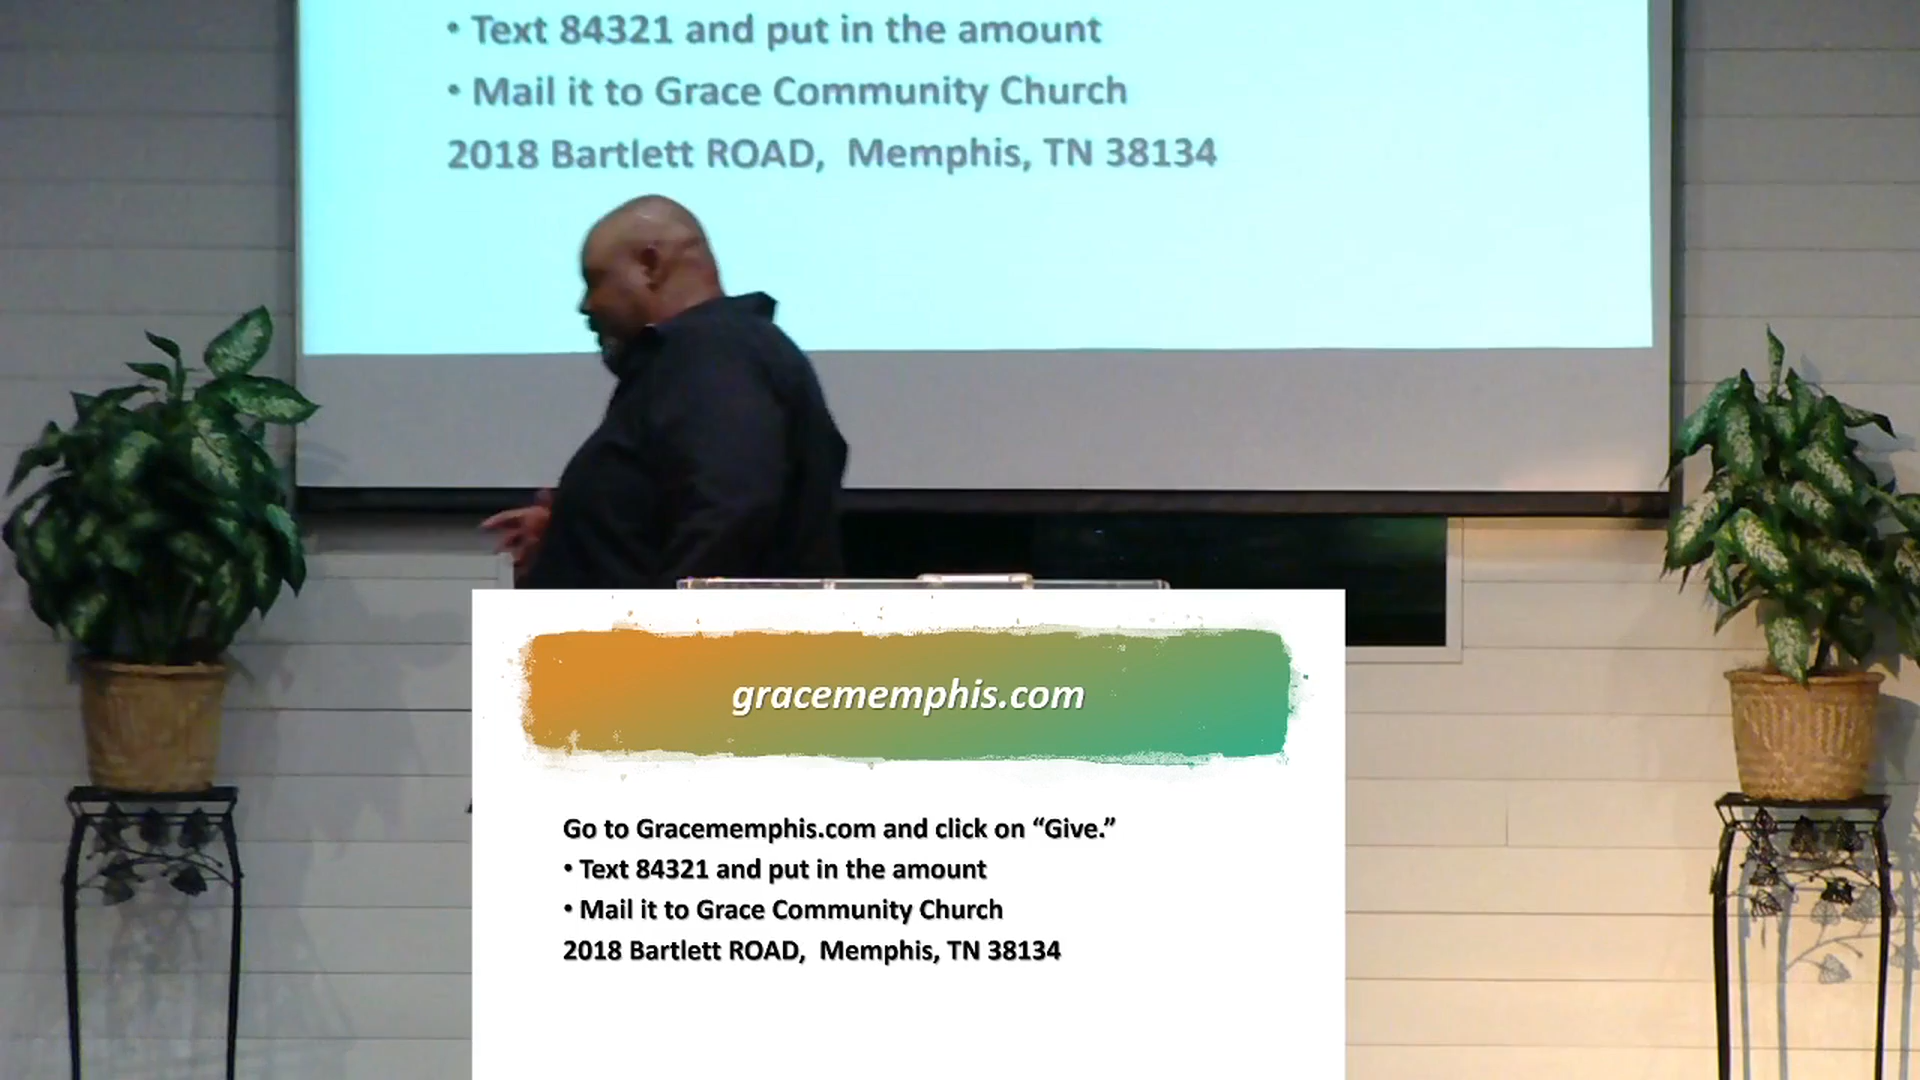 • Text 84321 and put in the amount
• Mail it to Grace Community Church
2018 Bartlett ROAD,  Memphis, TN 38134
gracememphis.com
Go to Gracememphis.com and click on “Give.”
• Text 84321 and put in the amount
• Mail it to Grace Community Church
2018 Bartlett ROAD,  Memphis, TN 38134